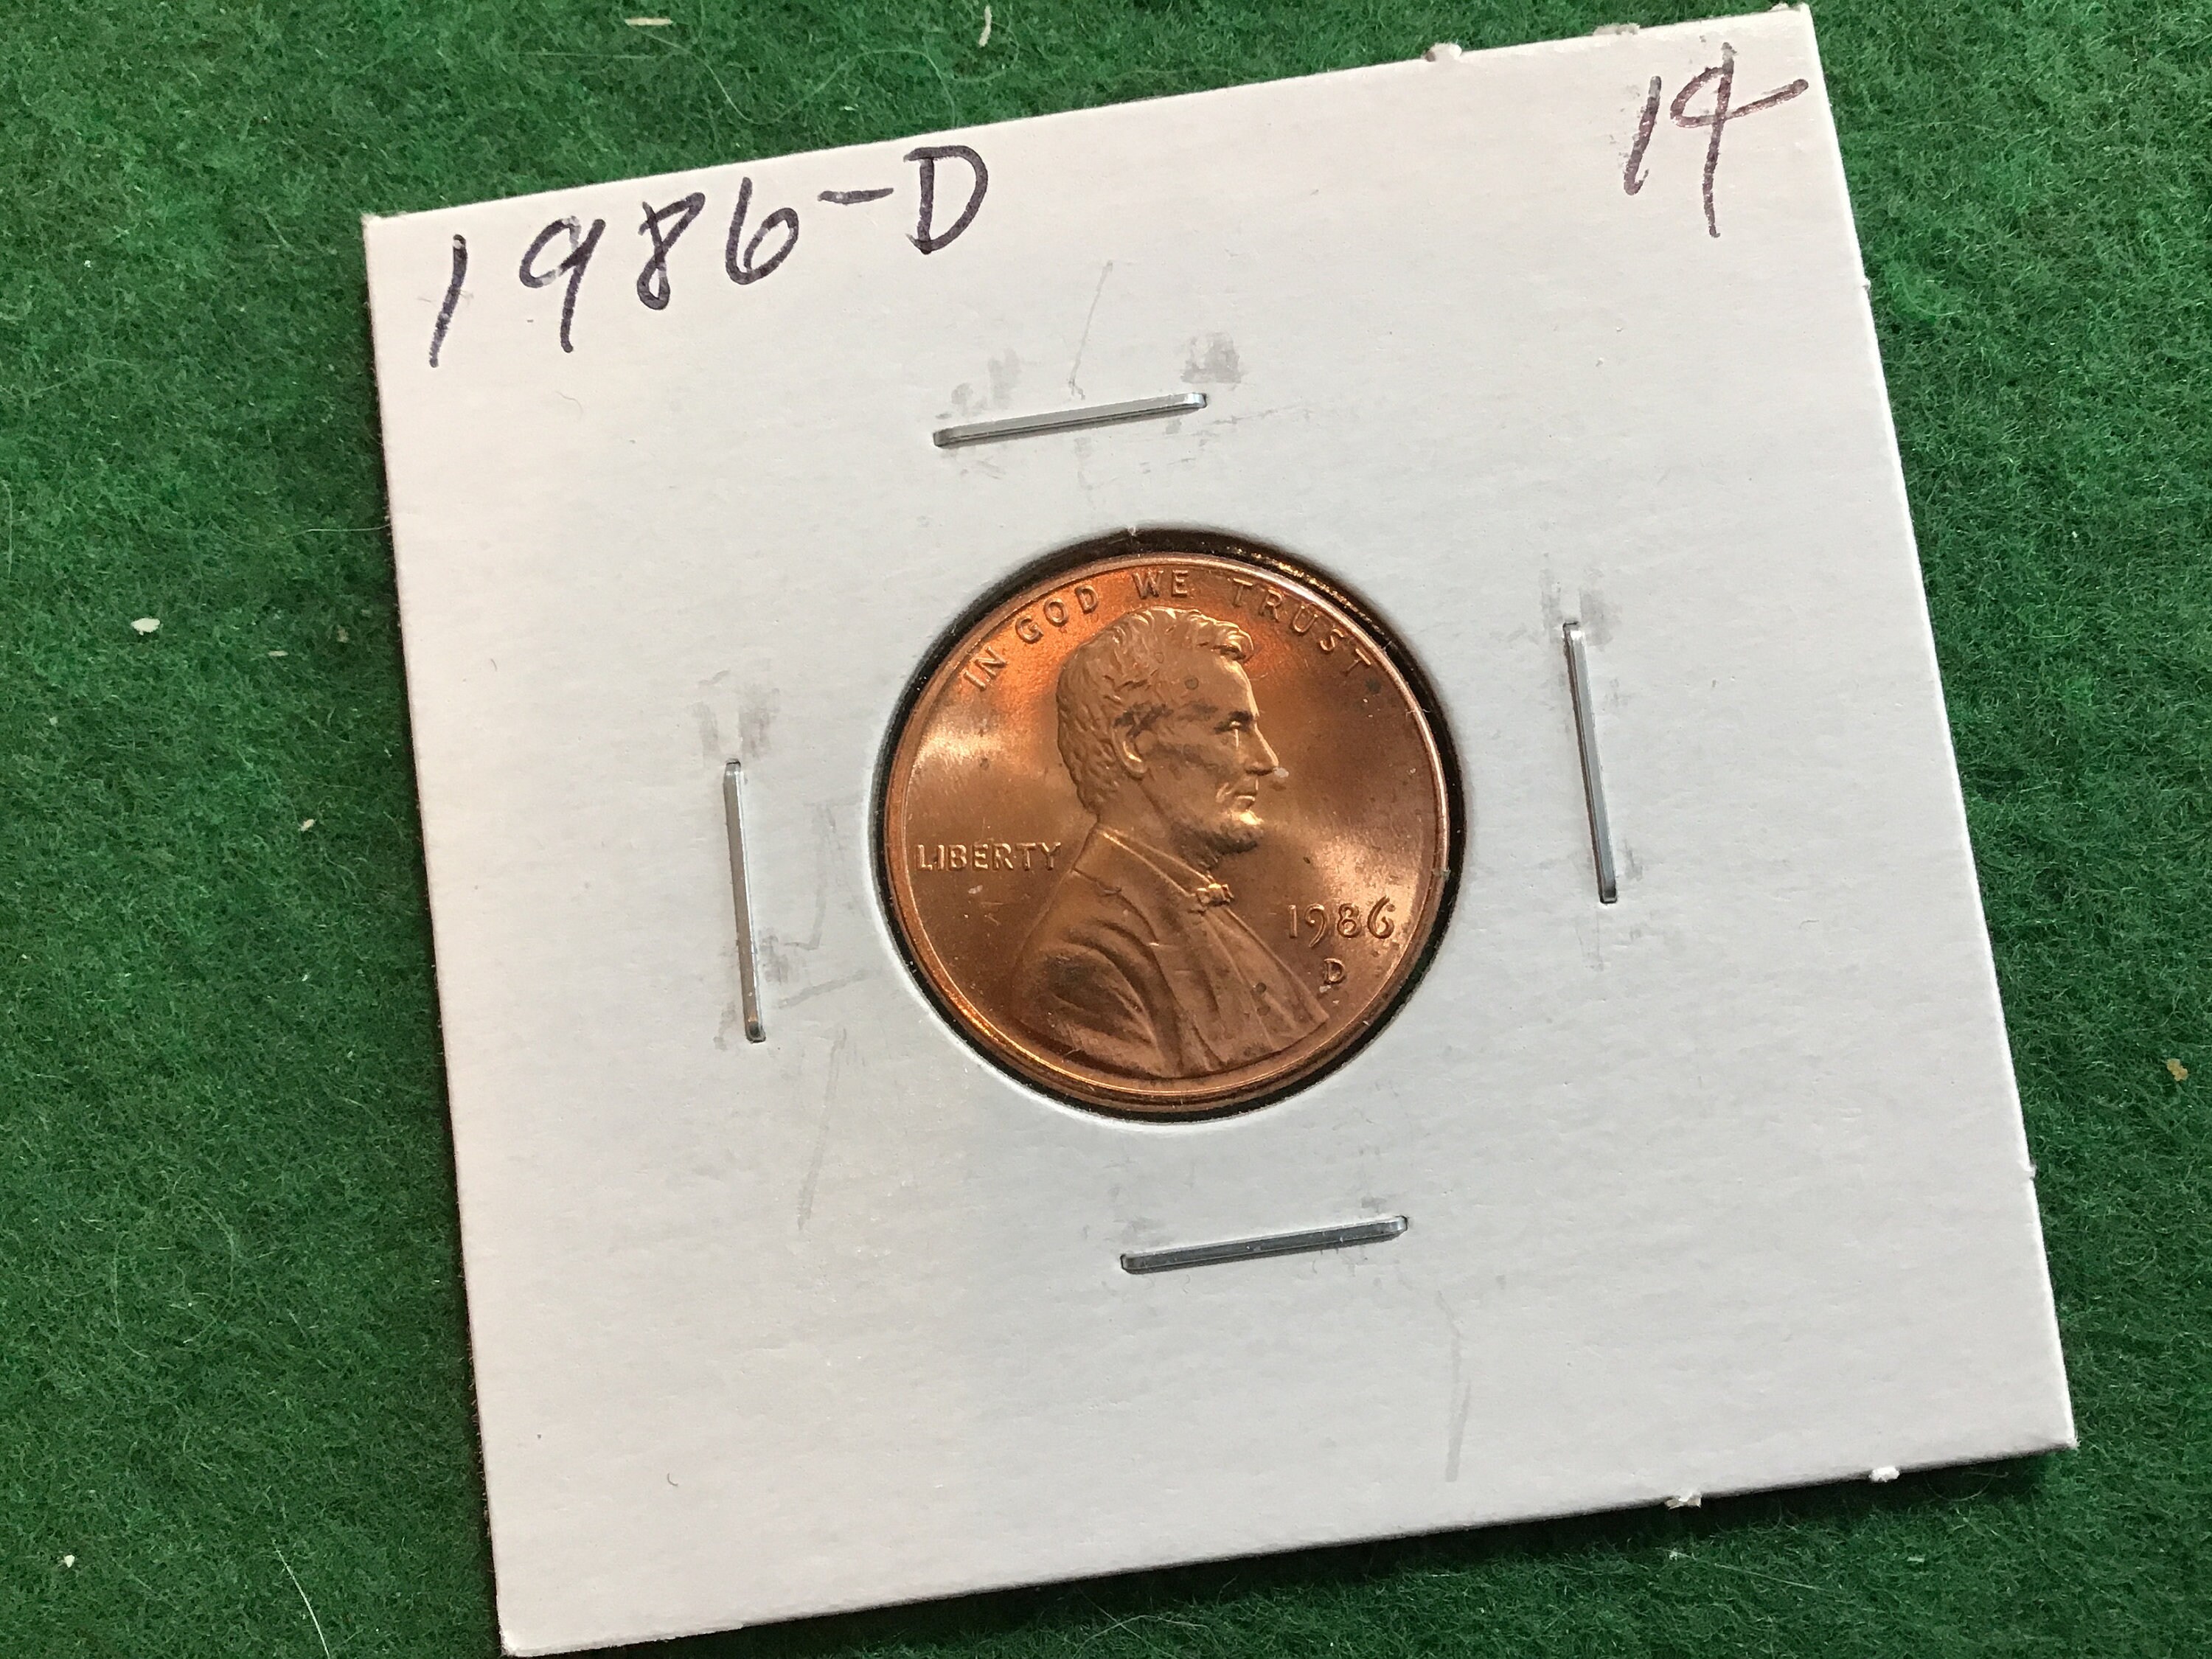 1986-D
1¢
IN GOD WE TRUST
LIBERTY
1986
D